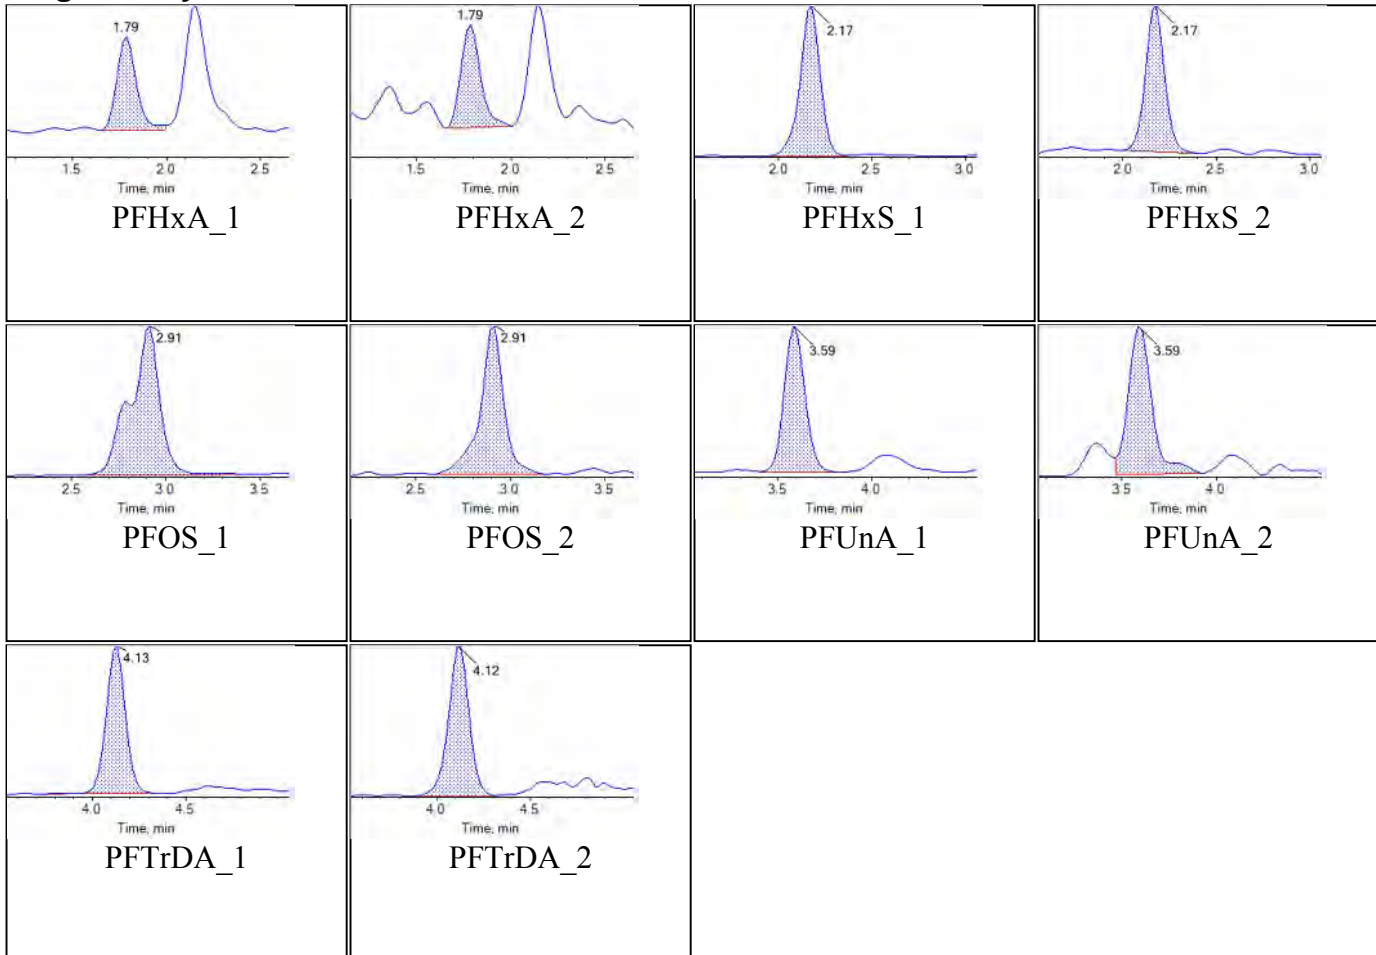 1.79
1.5 2.0 2.5
Time, min
PFHxA_1
1.79
1.5 2.0 2.5
Time, min
PFHxA_2
2.17
2.0 2.5 3.0
Time, min
PFHxS_1
2.17
2.0 2.5 3.0
Time, min
PFHxS_2
2.91
2.5 3.0 3.5
Time, min
PFOS_1
2.91
2.5 3.0 3.5
Time, min
PFOS_2
3.59
3.5 4.0
Time, min
PFUnA_1
3.59
3.5 4.0
Time, min
PFUnA_2
4.13
4.0 4.5
Time, min
PFTrDA_1
4.12
4.0 4.5
Time, min
PFTrDA_2